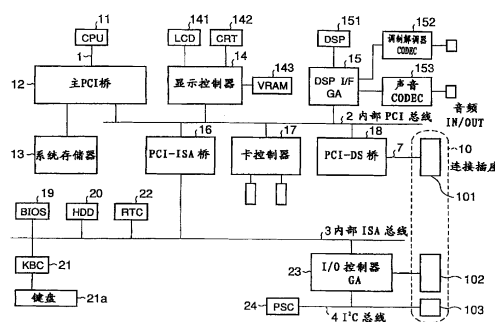 11
CPU
1
141
142
LCD
CRT
14
12
主PCI桥
显示控制器
143
VRAM
151
DSP
15
DSP I/F
GA
152
调制解调器
CODEC
153
声音
CODEC
音频
IN/OUT
2 内部 PCI 总线
13
系统存储器
16
PCI-ISA 桥
17
卡控制器
18
PCI-DS 桥
7
10
连接插座
101
19
BIOS
20
HDD
22
RTC
3 内部 ISA 总线
KBC
21
键盘
21a
23
I/O 控制器
GA
102
24
PSC
103
4 I²C 总线